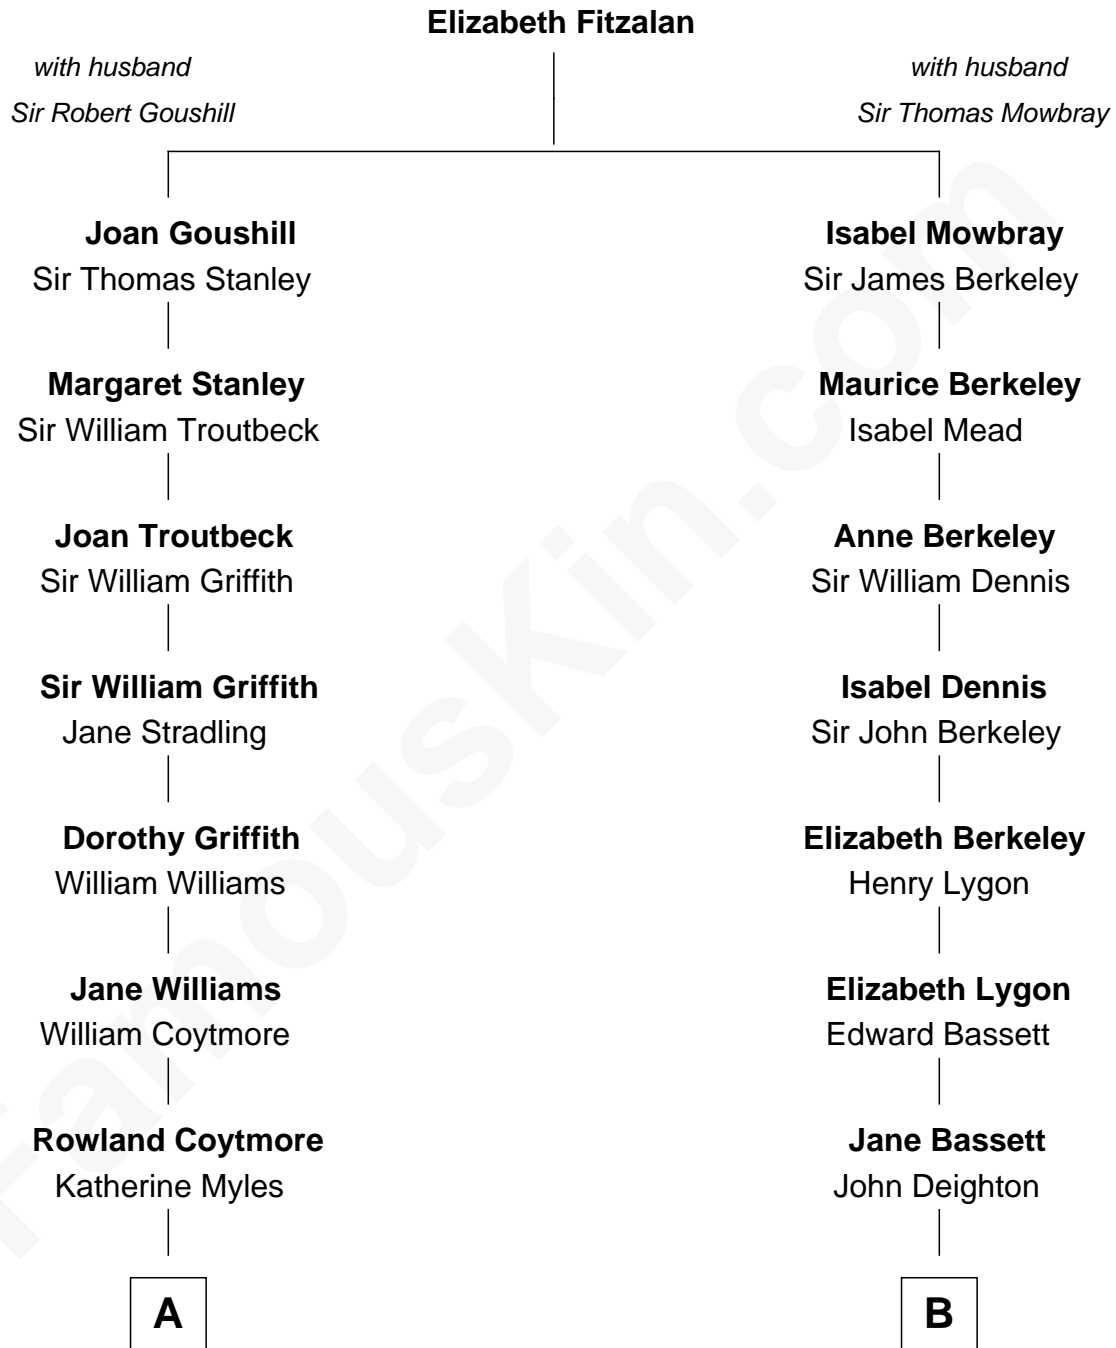 Elizabeth Fitzalan
with husband
Sir Robert Goushill
with husband
Sir Thomas Mowbray
Joan Goushill
Sir Thomas Stanley
Margaret Stanley
Sir William Troutbeck
Joan Troutbeck
Sir William Griffith
Sir William Griffith
Jane Stradling
Dorothy Griffith
William Williams
Jane Williams
William Coytmore
Rowland Coytmore
Katherine Myles
A
Isabel Mowbray
Sir James Berkeley
Maurice Berkeley
Isabel Mead
Anne Berkeley
Sir William Dennis
Isabel Dennis
Sir John Berkeley
Elizabeth Berkeley
Henry Lygon
Elizabeth Lygon
Edward Bassett
Jane Bassett
John Deighton
B
FamousKin.com